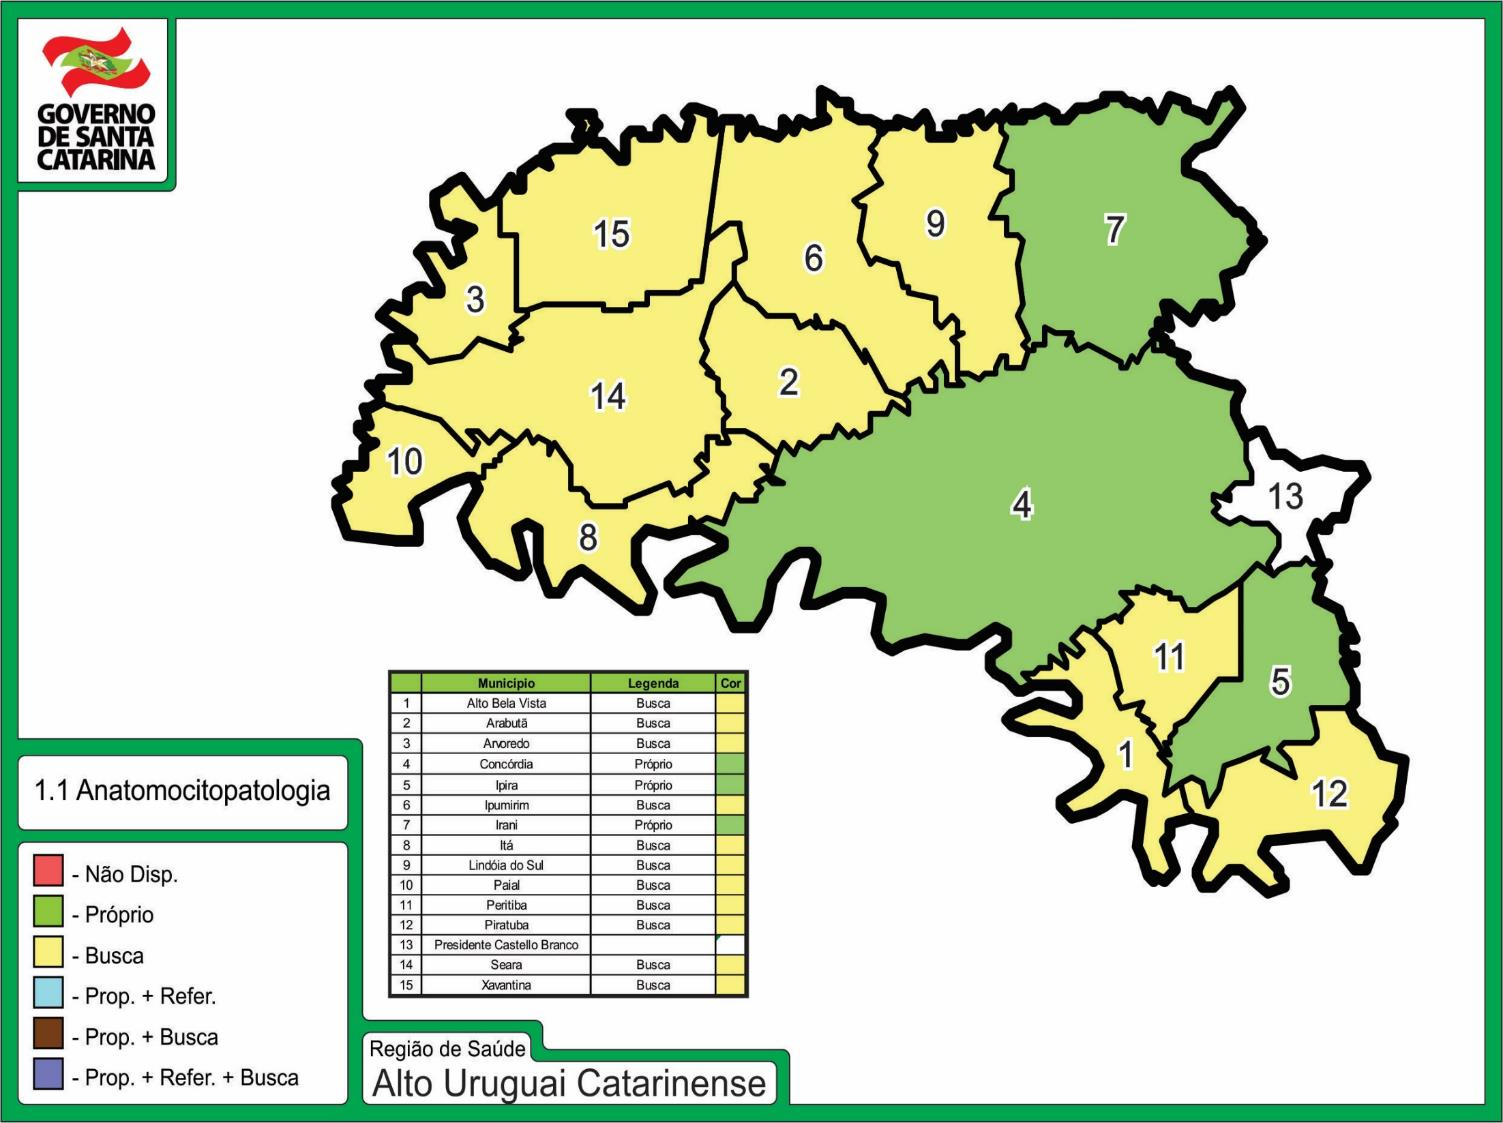 GOVERNO
DE SANTA
CATARINA
15
9
7
6
3
2
14
10
13
4
8
11
5
1
12
Município Legenda Cor
1 Alto Bela Vista Busca
2 Arabutã Busca
3 Arvoredo Busca
4 Concórdia Próprio
5 Ipira Próprio
6 Ipumirim Busca
7 Irani Próprio
8 Itá Busca
9 Lindóia do Sul Busca
10 Paial Busca
11 Peritiba Busca
12 Piratuba Busca
13 Presidente Castello Branco
14 Seara Busca
15 Xavantina Busca
1.1 Anatomocitopatologia
- Não Disp.
- Próprio
- Busca
- Prop. + Refer.
- Prop. + Busca
- Prop. + Refer. + Busca
Região de Saúde
Alto Uruguai Catarinense